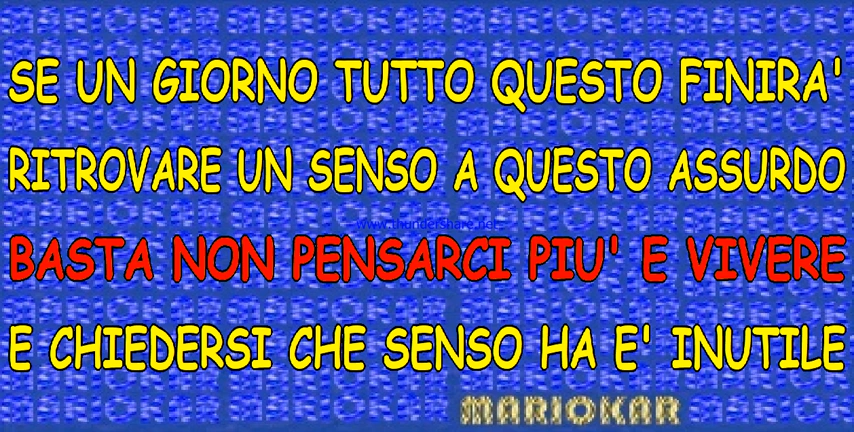 SE UN GIORNO TUTTO QUESTO FINIRA'
RITROVARE UN SENSO A QUESTO ASSURDO
www.thundershare.net
BASTA NON PENSARCI PIU' E VIVERE
E CHIEDERSI CHE SENSO HA E' INUTILE
MARIOKAR